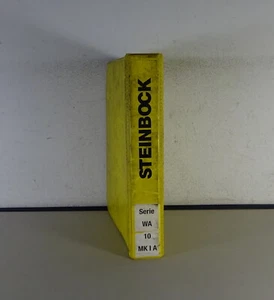 STEINBOCK
Serie
WA
10
MK I A